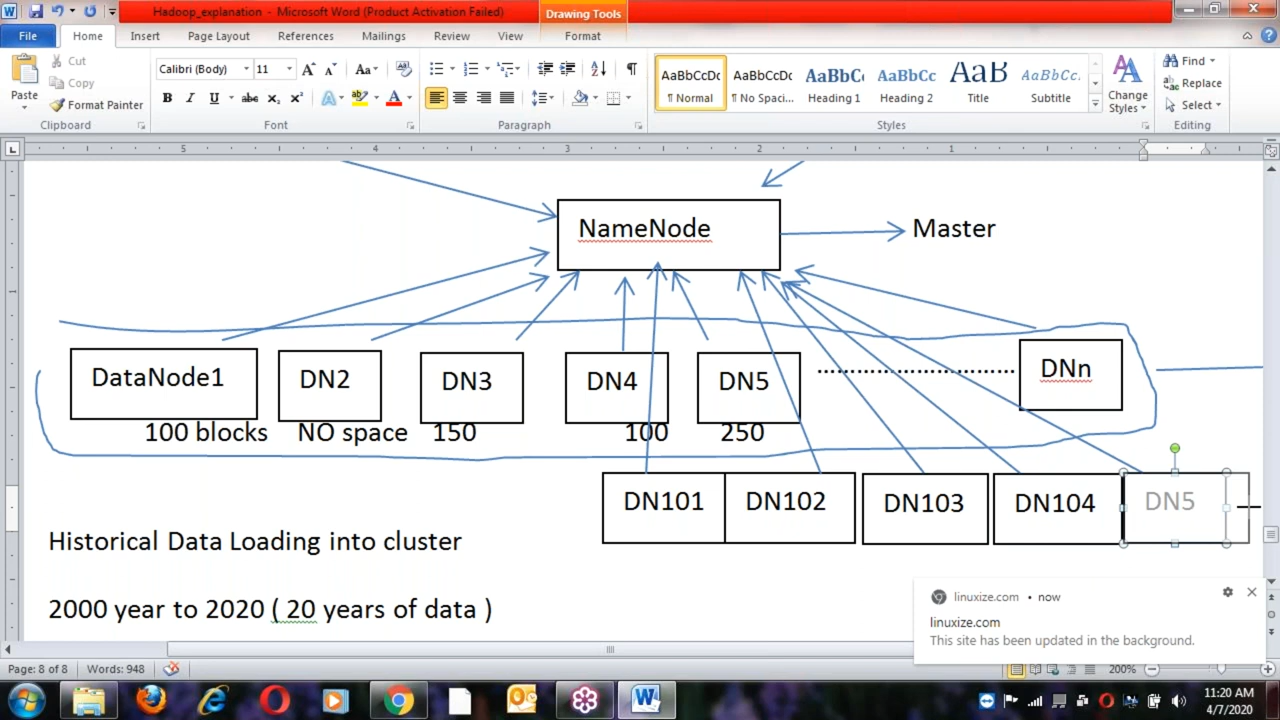 Hadoop_explanation - Microsoft Word (Product Activation Failed)
Drawing Tools
File Home Insert Page Layout References Mailings Review View Format
Paste
Cut
Copy
Format Painter
Clipboard
Calibri (Body) 11
Font
Paragraph
AaBbCcDc AaBbCcDc AaBbCc AaBbCc AaB AaBbCc.
¶ Normal ¶ No Spaci... Heading 1 Heading 2 Title Subtitle
Styles
Change Styles
Find
Replace
Select
Editing
5 4 3 2 1
NameNode
Master
DataNode1 DN2 DN3 DN4 DN5 DNn
100 blocks NO space 150 100 250
DN101 DN102 DN103 DN104 DN5
Historical Data Loading into cluster
2000 year to 2020 ( 20 years of data )
linuxize.com • now
linuxize.com
This site has been updated in the background.
Page: 8 of 8 Words: 948 200%
11:20 AM
4/7/2020